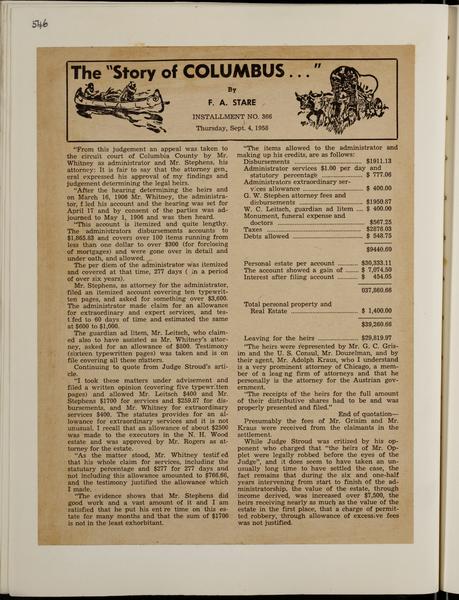 546
The "Story of COLUMBUS . . ."
By
F. A. STARE
INSTALLMENT NO. 366
Thursday, Sept. 4, 1958
"From this judgement an appeal was taken to
the circuit court of Columbia County by Mr.
Whitney as administrator and Mr. Stephens, his
attorney: It is fair to say that the attorney gen,
eral expressed his approval of my findings and
judgement determining the legal heirs.
"After the hearing determining the heirs and
on March 16, 1906 Mr. Whitney, the administra-
tor, f led his account and the hearing was set for
April 17 and by consent of the parties was ad-
journed to May 1, 1906 and was then heard.
"This account is itemized and quite lengthy.
The administrators disbursements amounts to
$1,865.83 and covers over 100 items running from
less than one dollar to over $300 (for foreclosing
of mortgages) and were gone over in detail and
under oath, and allowed.
The per diem of the administrator was itemized
and covered at that time, 277 days ( in a period
of over six years).
Mr. Stephens, as attorney for the administrator,
filed an itemized account covering ten typewrit-
ten pages, and asked for something over $3,600.
The administrator made claim for an allowance
for extraordinary and expert services, and tes-
t.fed to 60 days of time and estimated the same
at $600 to $1,000.
The guardian ad litem, Mr. Leitsch, who claim-
ed also to have assisted as Mr. Whitney's attor-
ney, asked for an allowance of $800. Testimony
(sixteen typewritten pages) was taken and is on
file covering all these matters.
Continuing to quote from Judge Stroud's arti-
cle.
"I took these matters under advisement and
filed a written opinion (covering five typewr.tten
pages) and allowed Mr. Leitsch $400 and Mr.
Stephens $1700 for services and $259.87 for dis-
bursements, and Mr. Whitney for extraordinary
services $400. The statutes provides for an al-
lowance for extraordinary services and it is not
unusual. I recall that an allowance of about $2500
was made to the executors in the N. H. Wood
estate and was approved by Mr. Rogers as at-
torney for the estate.
"As the matter stood, Mr. Whitney testif ed
that his whole claim for services, including the
statutory percentage and $277 for 277 days and
not including this allowance amounted to $766.66,
and the testimony justified the allowance which
I made.
"The evidence shows that Mr. Stephens did
good work and a vast amount of it and I am
satisfied that he put his ent re time on this es-
tate for many months and that the sum of $1700
is not in the least exhorbitant.
"The items allowed to the administrator and
making up his credits, are as follows:
Disbursements $1911.13
Administrator services $1.00 per day and
statutory percentage $ 777.06
Administrators extraordinary ser-
vices allowance $ 400.00
G. W. Stephen attorney fees and
disbursements $1959.87
W. C. Leitsch, guardian ad litem $ 400.00
Monument, funeral expense and
doctors $567.25
Taxes $2876.03
Debts allowed $ 548.75
$9440.69
Personal estate per account $30,333.11
The account showed a gain of $ 7,074.50
Interest after filing account $ 454.05
037,860.66
Total personal property and
Real Estate $ 1,400.00
$39,260.66
Leaving for the heirs $29,819.97
"The heirs were represented by Mr. G. C. Gris-
im and the U. S. Consul, Mr. Douzelman, and by
their agent, Mr. Adolph Kraus, who I understand
is a very prominent attorney of Chicago, a mem-
ber of a lead ng firm of attorneys and that he
personally is the attorney for the Austrian gov-
ernment.
"The receipts of the heirs for the full amount
of their distributive shares had to be and was
properly presented and filed."
End of quotation—
Presumably the fees of Mr. Grisim and Mr.
Kraus were received from the claimants in the
settlement.
While Judge Stroud was critized by his op-
ponent who charged that "the heirs of Mr. Op-
plet were legally robbed before the eyes of the
Judge", and it does seem to have taken an un-
usually long time to have settled the case, the
fact remains that during the six and one-half
years intervening from start to finish of the ad-
ministratorship, the value of the estate, through
income derived, was increased over $7,500, the
heirs receiving nearly as much as the value of the
estate in the first place, that a charge of permit-
ted robbery, through allowance of excess.ve fees
was not justified.